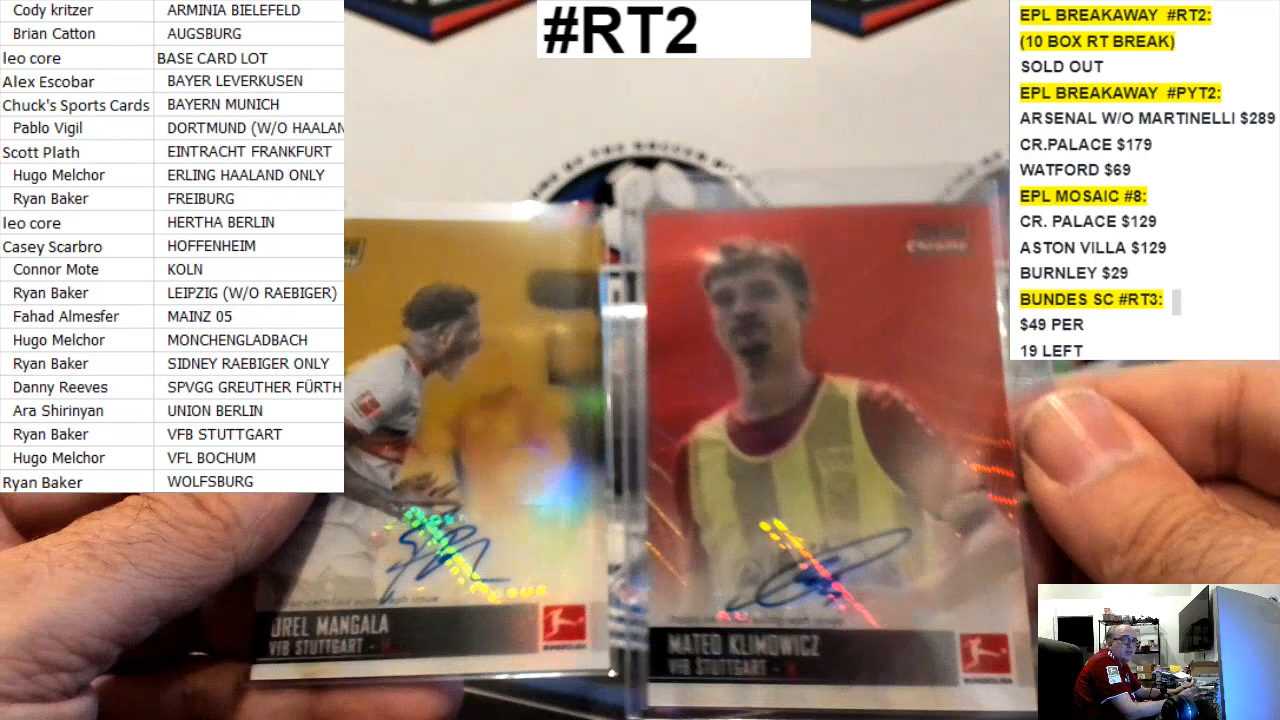 Cody kritzer ARMINIA BIELEFELD
Brian Catton AUGSBURG
leo core BASE CARD LOT
Alex Escobar BAYER LEVERKUSEN
Chuck's Sports Cards BAYERN MUNICH
Pablo Vigil DORTMUND (W/O HAALAN
Scott Plath EINTRACHT FRANKFURT
Hugo Melchor ERLING HAALAND ONLY
Ryan Baker FREIBURG
leo core HERTHA BERLIN
Casey Scarbro HOFFENHEIM
Connor Mote KOLN
Ryan Baker LEIPZIG (W/O RAEBIGER)
Fahad Almesfer MAINZ 05
Hugo Melchor MONCHENGLADBACH
Ryan Baker SIDNEY RAEBIGER ONLY
Danny Reeves SPVGG GREUTHER FÜRTH
Ara Shirinyan UNION BERLIN
Ryan Baker VFB STUTTGART
Hugo Melchor VFL BOCHUM
Ryan Baker WOLFSBURG
#RT2
EPL BREAKAWAY #RT2:
(10 BOX RT BREAK)
SOLD OUT
EPL BREAKAWAY #PYT2:
ARSENAL W/O MARTINELLI $289
CR.PALACE $179
WATFORD $69
EPL MOSAIC #8:
CR. PALACE $129
ASTON VILLA $129
BURNLEY $29
BUNDES SC #RT3:
$49 PER
19 LEFT
OREL MANGALA
VfB STUTTGART
BUNDESLIGA
Chrome
MATEO KLIMOWICZ
VfB STUTTGART
BUNDESLIGA